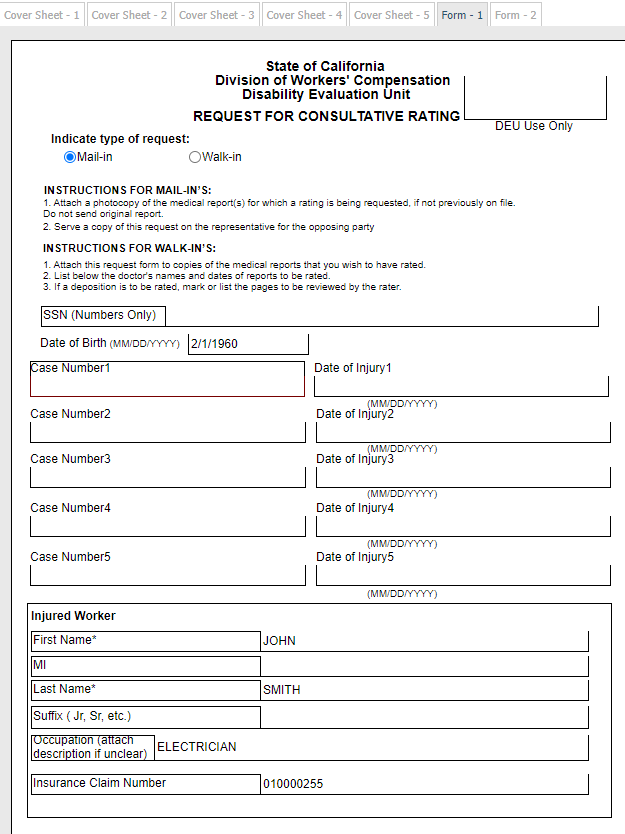 Cover Sheet - 1 Cover Sheet - 2 Cover Sheet - 3 Cover Sheet - 4 Cover Sheet - 5 Form - 1 Form - 2
State of California
Division of Workers' Compensation
Disability Evaluation Unit
REQUEST FOR CONSULTATIVE RATING
DEU Use Only
Indicate type of request:
Mail-in Walk-in
INSTRUCTIONS FOR MAIL-IN'S:
1. Attach a photocopy of the medical report(s) for which a rating is being requested, if not previously on file.
Do not send original report.
2. Serve a copy of this request on the representative for the opposing party
INSTRUCTIONS FOR WALK-IN'S:
1. Attach this request form to copies of the medical reports that you wish to have rated.
2. List below the doctor's names and dates of reports to be rated.
3. If a deposition is to be rated, mark or list the pages to be reviewed by the rater.
SSN (Numbers Only)
Date of Birth (MM/DD/YYYY) 2/1/1960
Case Number1 Date of Injury1
(MM/DD/YYYY)
Case Number2 Date of Injury2
(MM/DD/YYYY)
Case Number3 Date of Injury3
(MM/DD/YYYY)
Case Number4 Date of Injury4
(MM/DD/YYYY)
Case Number5 Date of Injury5
(MM/DD/YYYY)
Injured Worker
First Name* JOHN
MI
Last Name* SMITH
Suffix ( Jr, Sr, etc.)
Occupation (attach
description if unclear) ELECTRICIAN
Insurance Claim Number 010000255